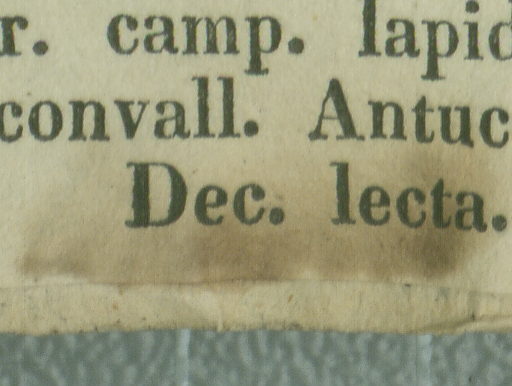 r. camp. lapid
convall. Antuc
Dec. lecta.